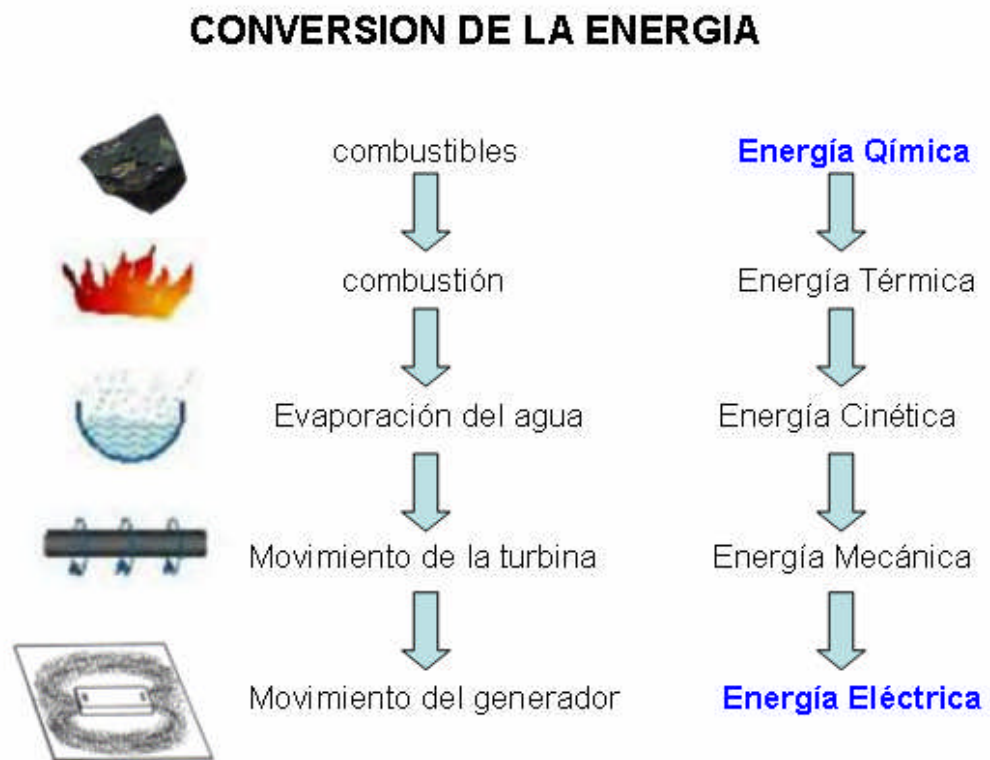 CONVERSION DE LA ENERGIA
combustibles
Energía Qímica
combustión
Energía Térmica
Evaporación del agua
Energía Cinética
Movimiento de la turbina
Energía Mecánica
Movimiento del generador
Energía Eléctrica